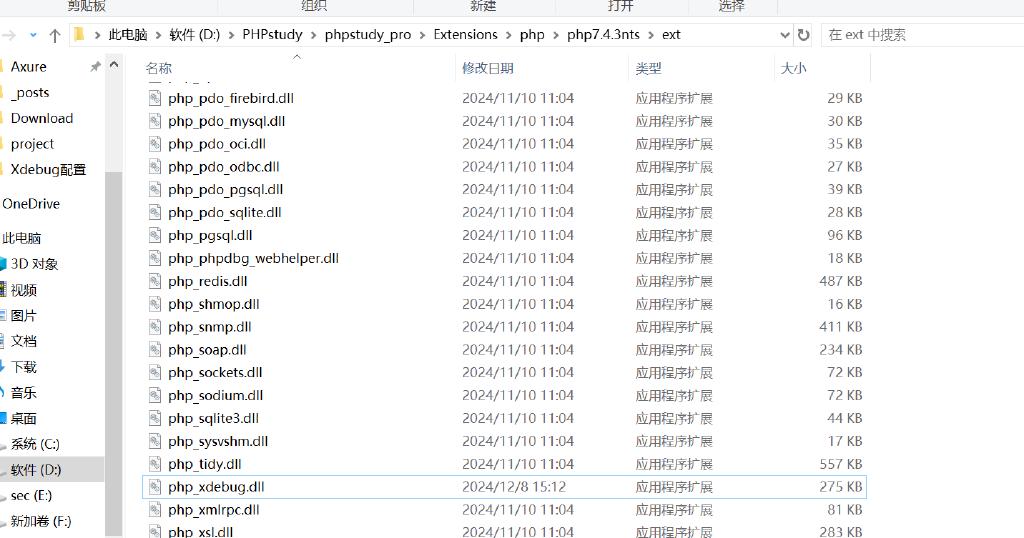 剪贴板 组织 新建 打开 选择
此电脑 软件 (D:) PHPstudy phpstudy_pro Extensions php php7.4.3nts ext 在 ext 中搜索
Axure
_posts
Download
project
Xdebug配置
OneDrive
此电脑
3D 对象
视频
图片
文档
下载
音乐
桌面
系统 (C:)
软件 (D:)
sec (E:)
新加卷 (F:)
名称 修改日期 类型 大小
php_pdo_firebird.dll 2024/11/10 11:04 应用程序扩展 29 KB
php_pdo_mysql.dll 2024/11/10 11:04 应用程序扩展 30 KB
php_pdo_oci.dll 2024/11/10 11:04 应用程序扩展 35 KB
php_pdo_odbc.dll 2024/11/10 11:04 应用程序扩展 27 KB
php_pdo_pgsql.dll 2024/11/10 11:04 应用程序扩展 39 KB
php_pdo_sqlite.dll 2024/11/10 11:04 应用程序扩展 28 KB
php_pgsql.dll 2024/11/10 11:04 应用程序扩展 96 KB
php_phpdbg_webhelper.dll 2024/11/10 11:04 应用程序扩展 18 KB
php_redis.dll 2024/11/10 11:04 应用程序扩展 487 KB
php_shmop.dll 2024/11/10 11:04 应用程序扩展 16 KB
php_snmp.dll 2024/11/10 11:04 应用程序扩展 411 KB
php_soap.dll 2024/11/10 11:04 应用程序扩展 234 KB
php_sockets.dll 2024/11/10 11:04 应用程序扩展 72 KB
php_sodium.dll 2024/11/10 11:04 应用程序扩展 72 KB
php_sqlite3.dll 2024/11/10 11:04 应用程序扩展 44 KB
php_sysvshm.dll 2024/11/10 11:04 应用程序扩展 17 KB
php_tidy.dll 2024/11/10 11:04 应用程序扩展 557 KB
php_xdebug.dll 2024/12/8 15:12 应用程序扩展 275 KB
php_xmlrpc.dll 2024/11/10 11:04 应用程序扩展 81 KB
php_xsl.dll 2024/11/10 11:04 应用程序扩展 283 KB